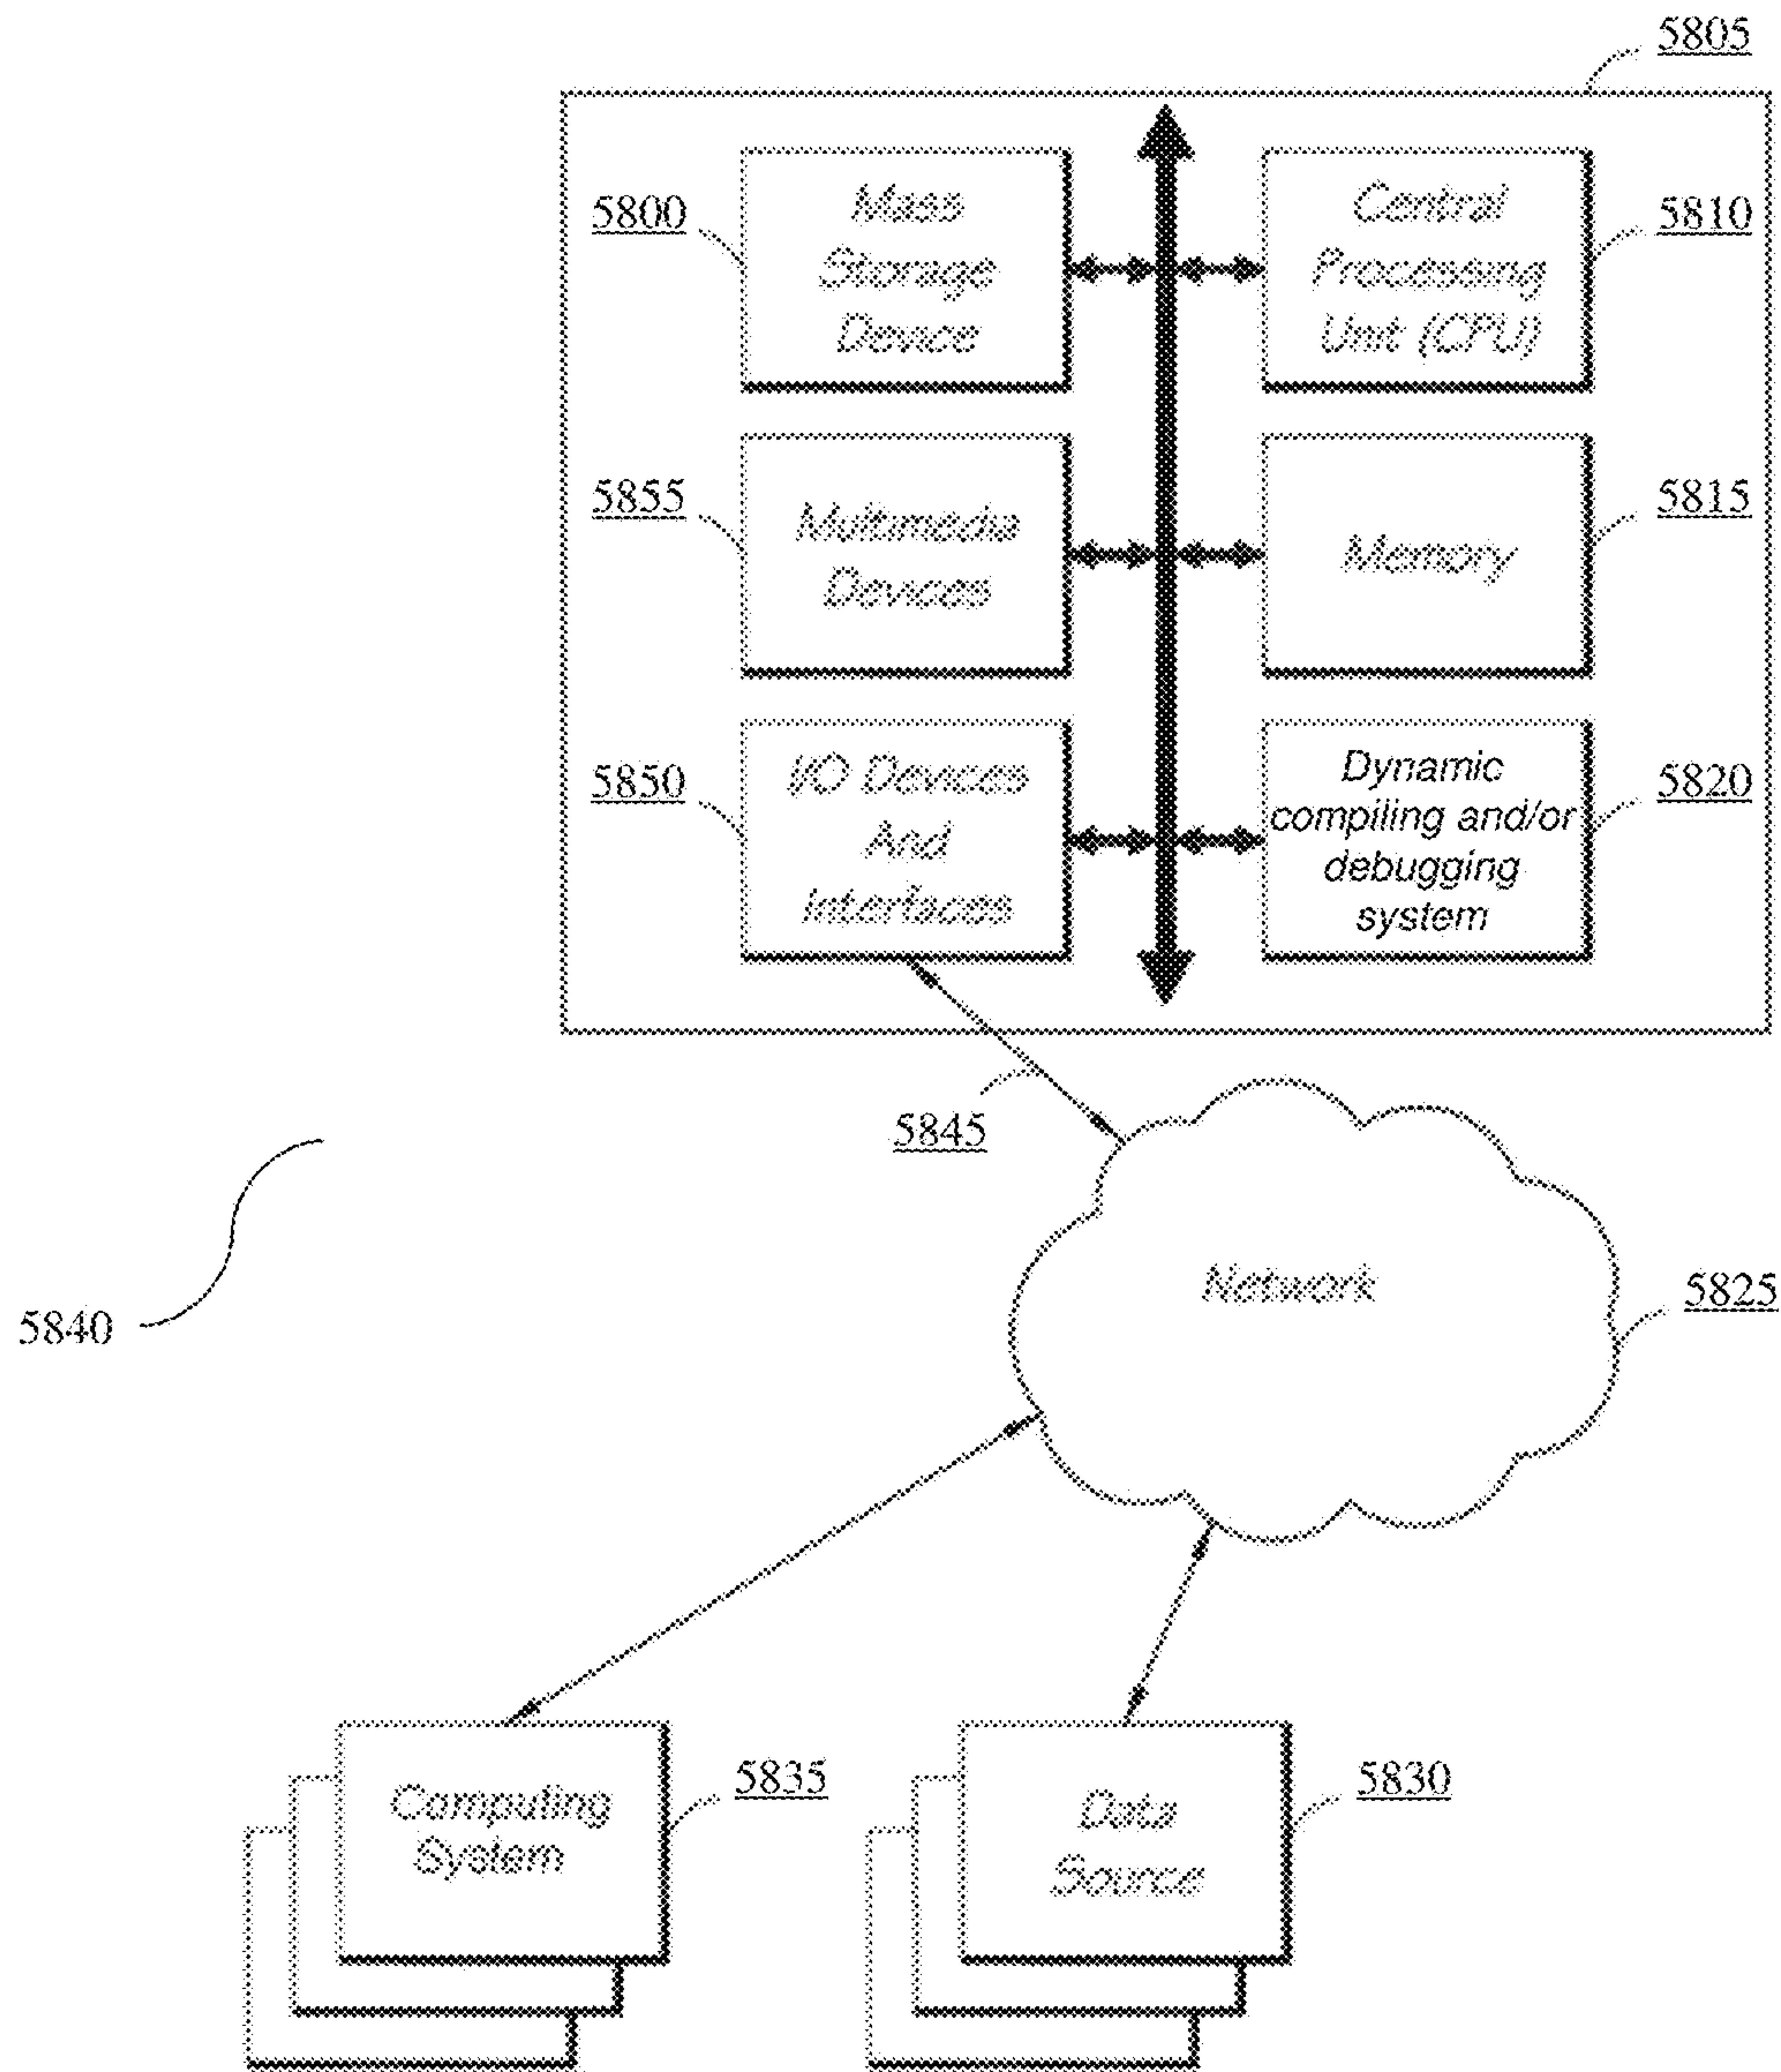 5805
5800
Mass
Storage
Device
Central
Processing
Unit (CPU)
5810
5855
Multimedia
Devices
Memory
5815
5850
I/O Devices
And
Interfaces
Dynamic
compiling and/or
debugging
system
5820
5845
Network
5825
5840
Computing
System
5835
Data
Source
5830